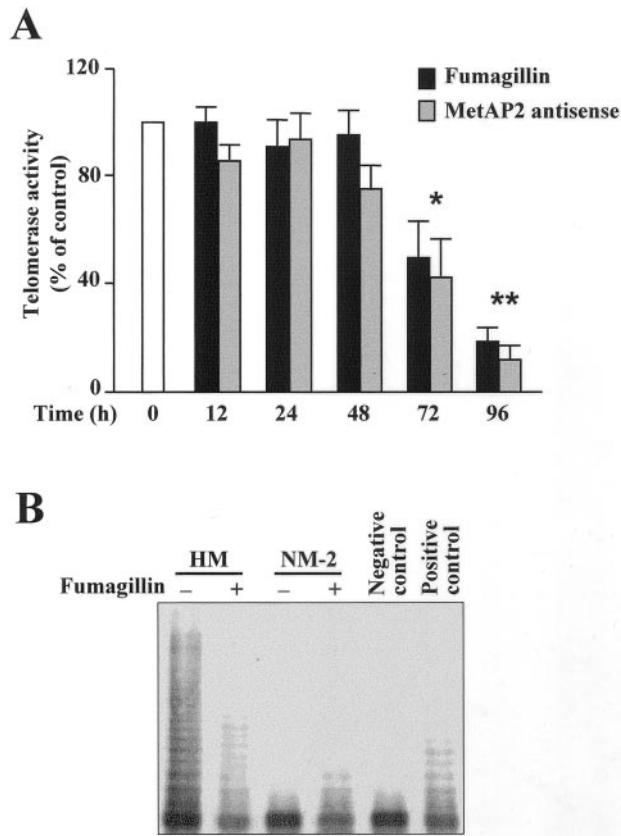 A
120
80
40
0
Telomerase activity
(% of control)
Fumagillin
MetAP2 antisense
*
**
Time (h) 0 12 24 48 72 96
B
HM NM-2
Negative
control
Positive
control
Fumagillin – + – +